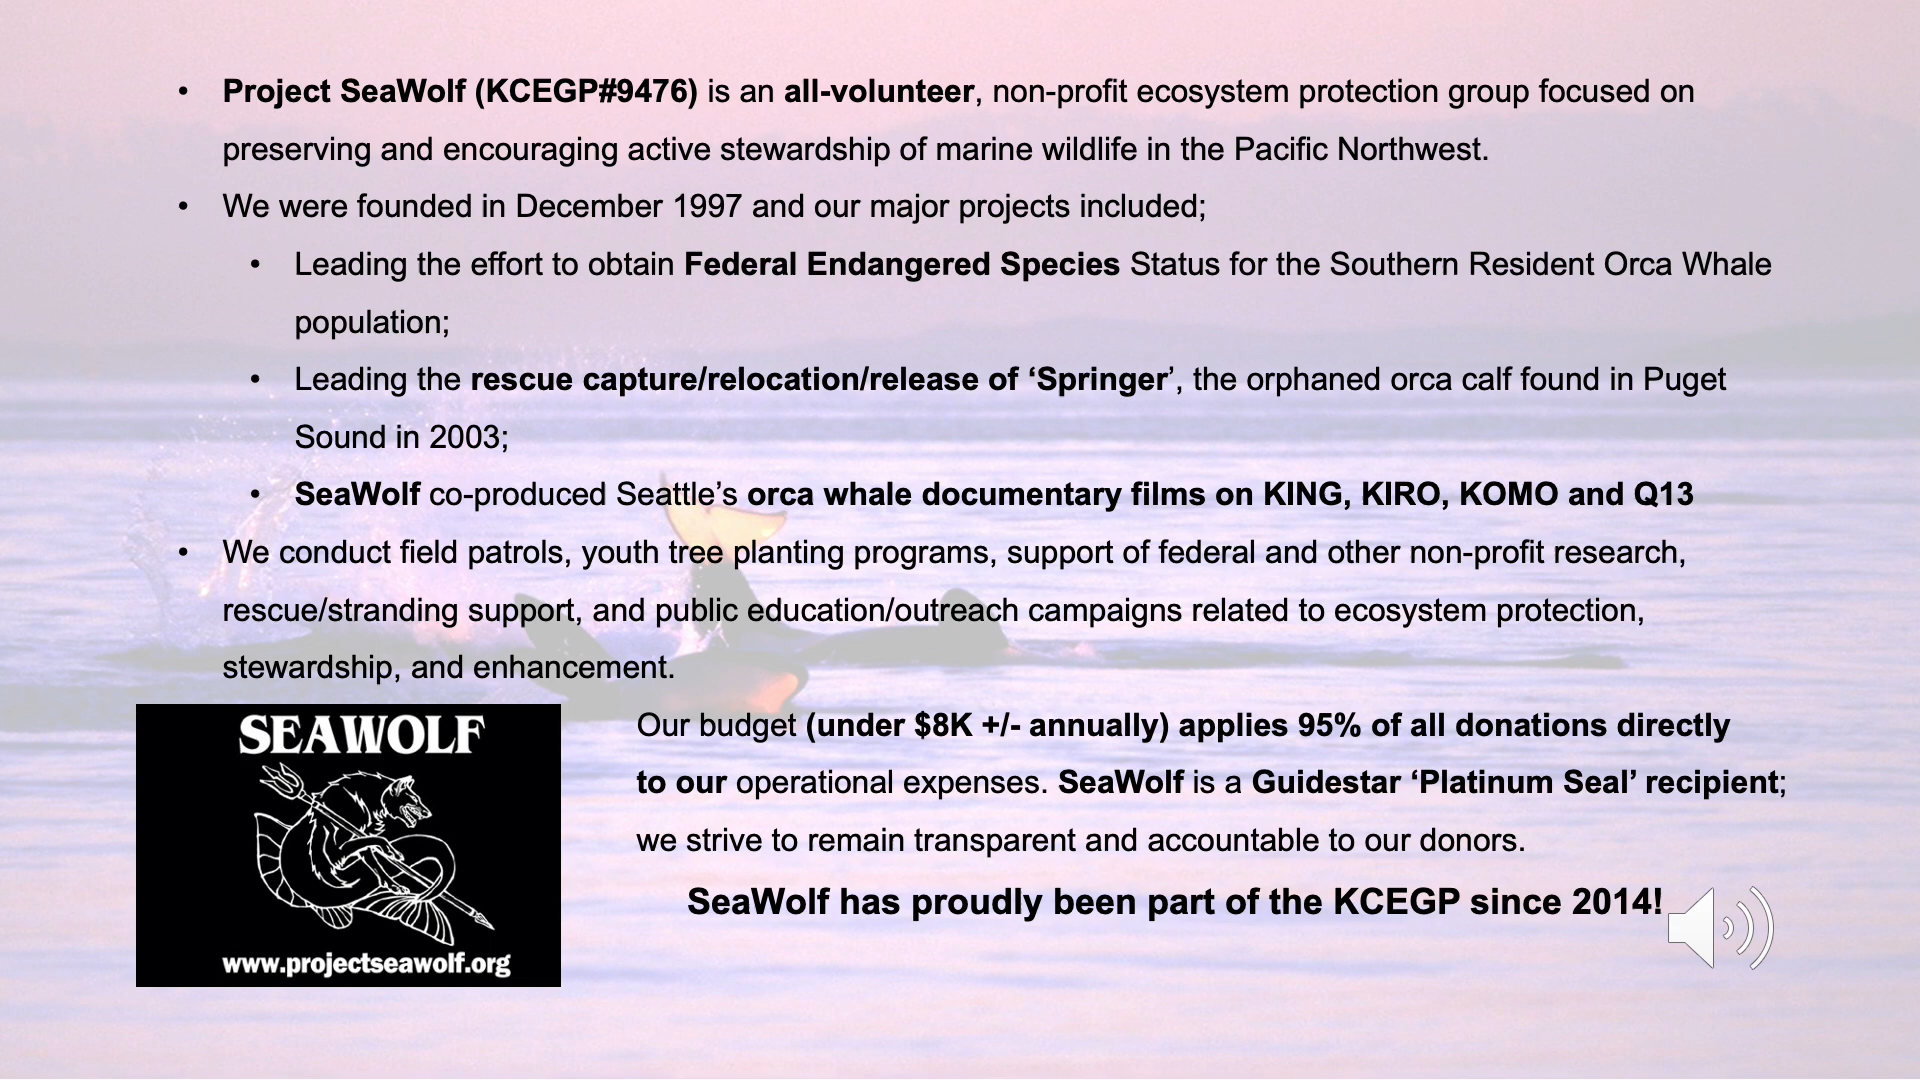 • Project SeaWolf (KCEGP#9476) is an all-volunteer, non-profit ecosystem protection group focused on
preserving and encouraging active stewardship of marine wildlife in the Pacific Northwest.
• We were founded in December 1997 and our major projects included;
• Leading the effort to obtain Federal Endangered Species Status for the Southern Resident Orca Whale
population;
• Leading the rescue capture/relocation/release of ‘Springer’, the orphaned orca calf found in Puget
Sound in 2003;
• SeaWolf co-produced Seattle’s orca whale documentary films on KING, KIRO, KOMO and Q13
• We conduct field patrols, youth tree planting programs, support of federal and other non-profit research,
rescue/stranding support, and public education/outreach campaigns related to ecosystem protection,
stewardship, and enhancement.
SEAWOLF
www.projectseawolf.org
Our budget (under $8K +/- annually) applies 95% of all donations directly
to our operational expenses. SeaWolf is a Guidestar ‘Platinum Seal’ recipient;
we strive to remain transparent and accountable to our donors.
SeaWolf has proudly been part of the KCEGP since 2014!